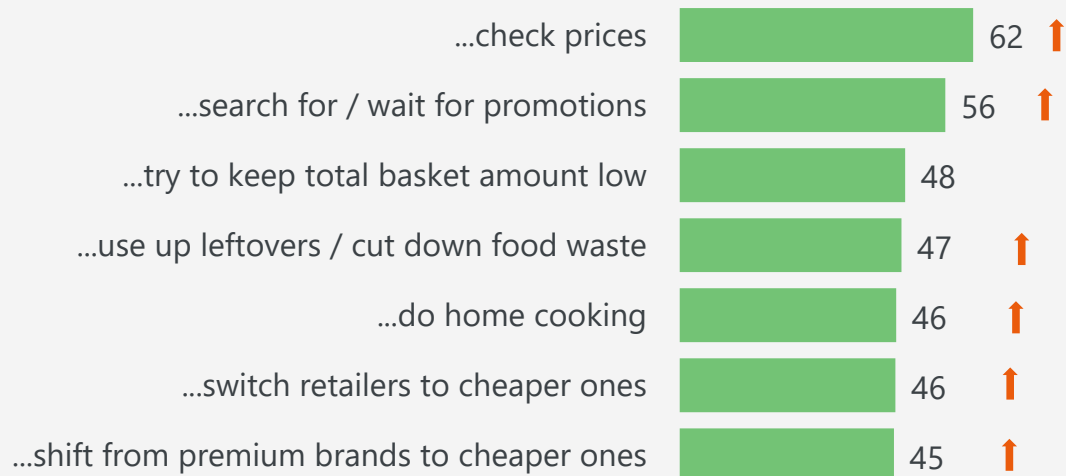 ...check prices 62
...search for / wait for promotions 56
...try to keep total basket amount low 48
...use up leftovers / cut down food waste 47
...do home cooking 46
...switch retailers to cheaper ones 46
...shift from premium brands to cheaper ones 45